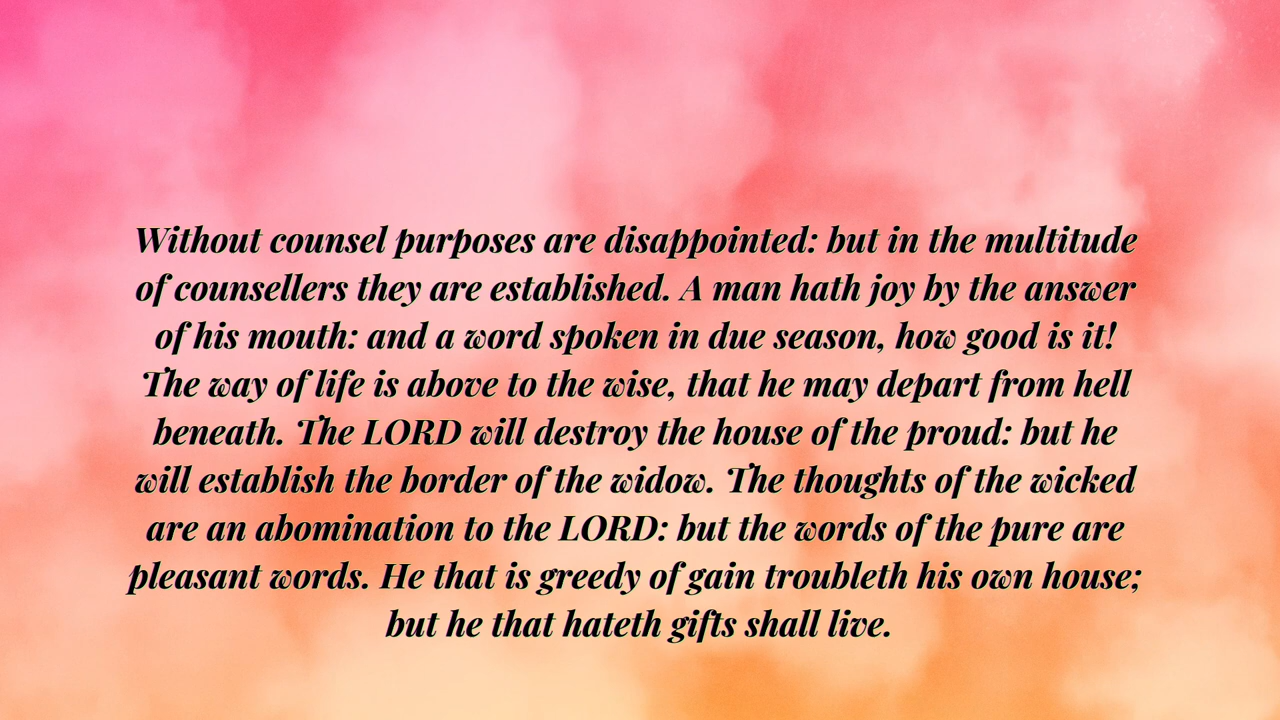 Without counsel purposes are disappointed: but in the multitude
of counsellers they are established. A man hath joy by the answer
of his mouth: and a word spoken in due season, how good is it!
The way of life is above to the wise, that he may depart from hell
beneath. The LORD will destroy the house of the proud: but he
will establish the border of the widow. The thoughts of the wicked
are an abomination to the LORD: but the words of the pure are
pleasant words. He that is greedy of gain troubleth his own house;
but he that hateth gifts shall live.